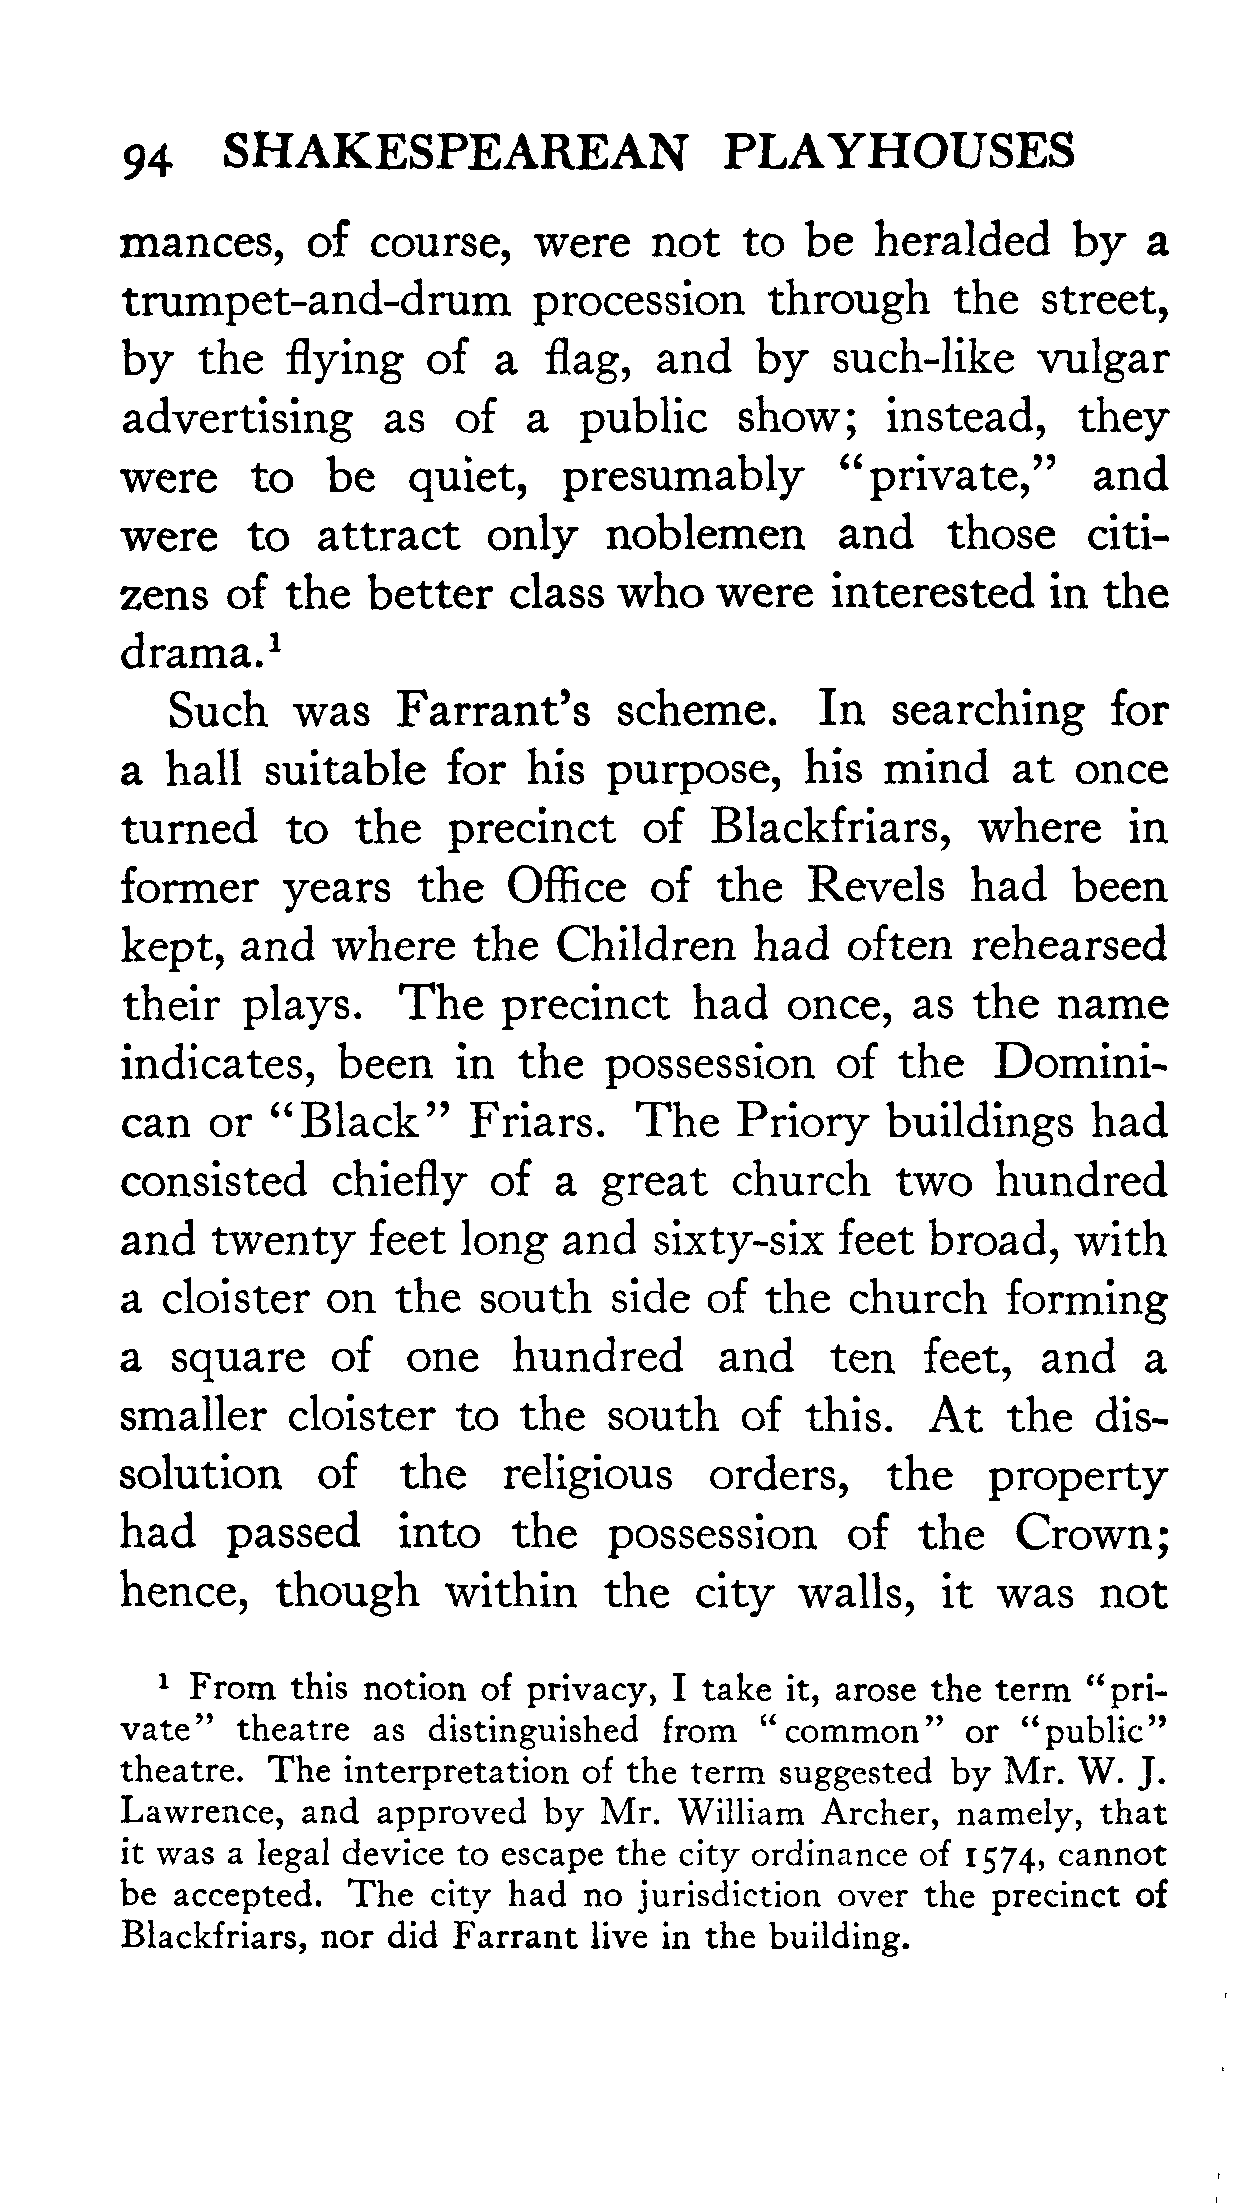 94 SHAKESPEAREAN PLAYHOUSES
mances, of course, were not to be heralded by a
trumpet-and-drum procession through the street,
by the flying of a flag, and by such-like vulgar
advertising as of a public show; instead, they
were to be quiet, presumably “private,” and
were to attract only noblemen and those citi-
zens of the better class who were interested in the
drama.¹
Such was Farrant’s scheme. In searching for
a hall suitable for his purpose, his mind at once
turned to the precinct of Blackfriars, where in
former years the Office of the Revels had been
kept, and where the Children had often rehearsed
their plays. The precinct had once, as the name
indicates, been in the possession of the Domini-
can or “Black” Friars. The Priory buildings had
consisted chiefly of a great church two hundred
and twenty feet long and sixty-six feet broad, with
a cloister on the south side of the church forming
a square of one hundred and ten feet, and a
smaller cloister to the south of this. At the dis-
solution of the religious orders, the property
had passed into the possession of the Crown;
hence, though within the city walls, it was not
¹ From this notion of privacy, I take it, arose the term “pri-
vate” theatre as distinguished from “common” or “public”
theatre. The interpretation of the term suggested by Mr. W. J.
Lawrence, and approved by Mr. William Archer, namely, that
it was a legal device to escape the city ordinance of 1574, cannot
be accepted. The city had no jurisdiction over the precinct of
Blackfriars, nor did Farrant live in the building.